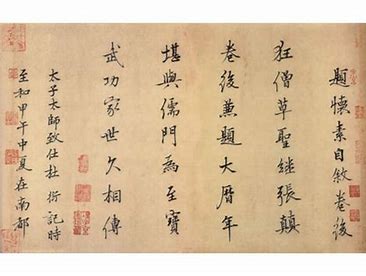 題懷素自敘卷後
狂僧草聖繼張顛
卷後兼題大曆年
堪與儒門為至寶
武功家世久相傳
太子太師致仕杜衍記時
至和甲午中夏在南都